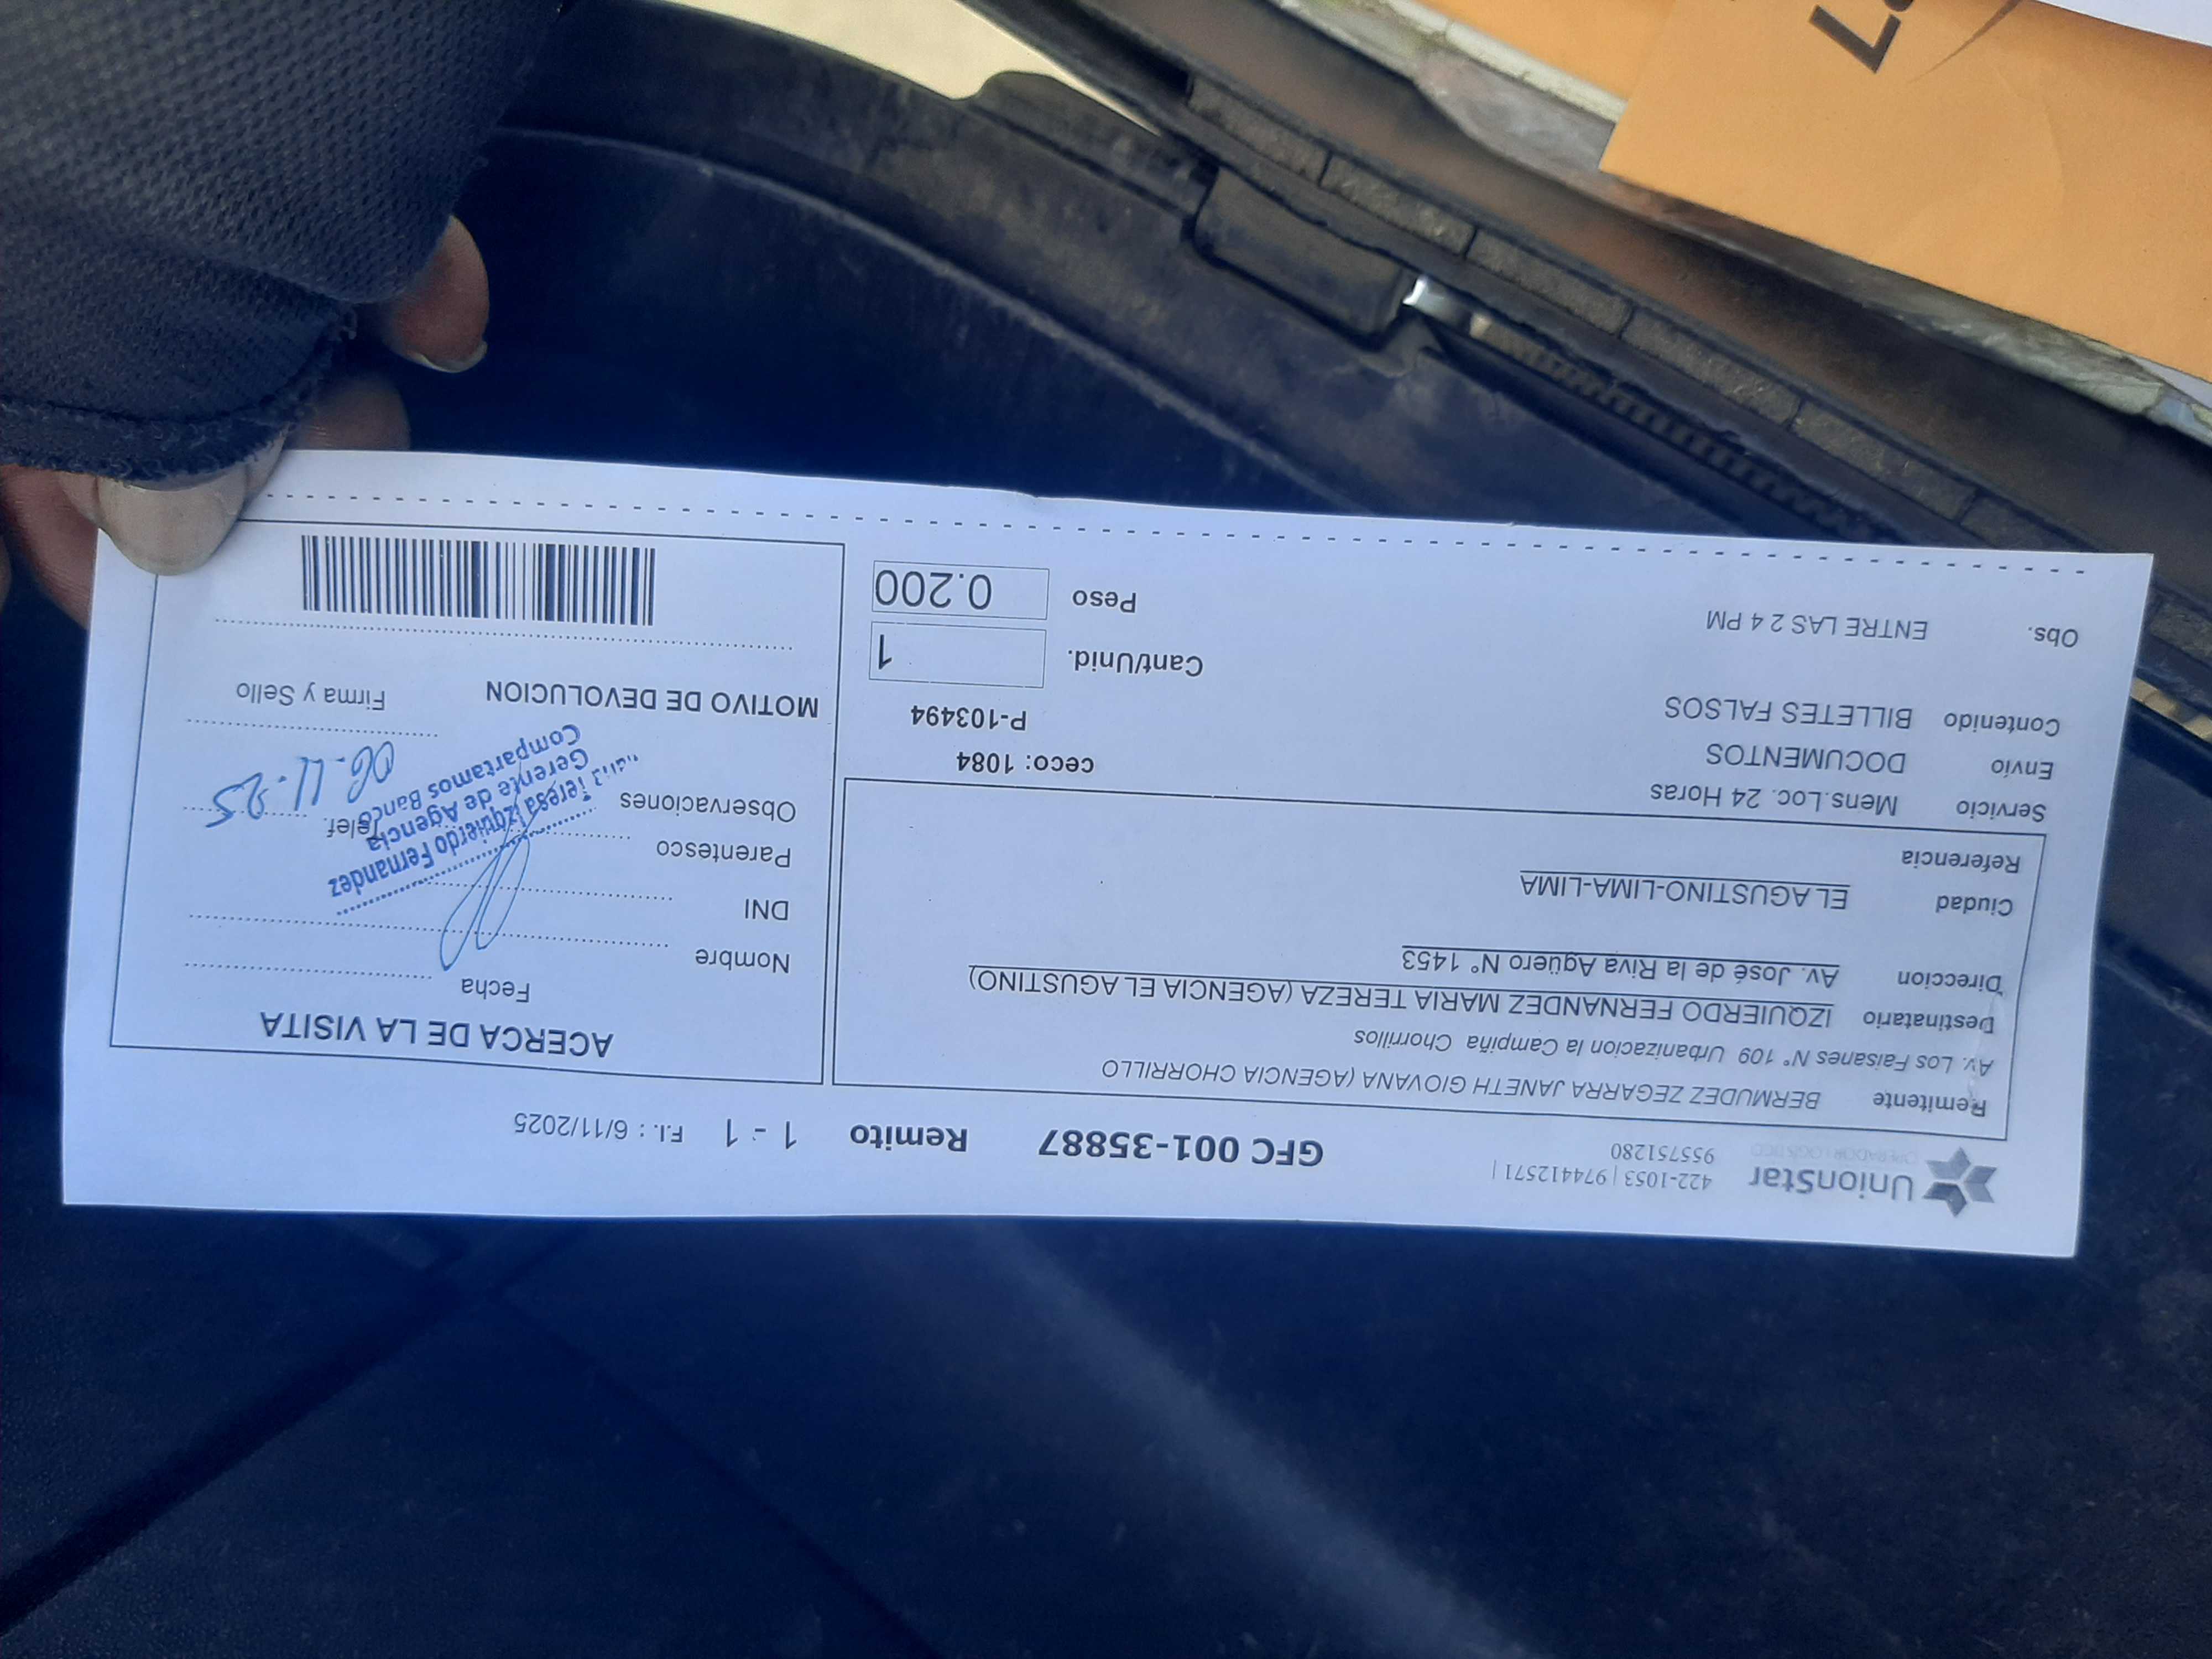 UnionStar
OPERADOR LOGISTICO
422-1053 | 974412571 |
955751280
GFC 001-35887
Remito 1 - 1 F.I. : 6/11/2025
Remitente BERMUDEZ ZEGARRA JANETH GIOVANA (AGENCIA CHORRILLO
Av. Los Faisanes N° 109 Urbanizacion la Campiña Chorrillos
Destinatario IZQUIERDO FERNANDEZ MARIA TEREZA (AGENCIA EL AGUSTINO)
Direccion Av. José de la Riva Agüero N° 1453
Ciudad EL AGUSTINO-LIMA-LIMA
Referencia
Servicio Mens.Loc. 24 Horas
Envío DOCUMENTOS
Contenido BILLETES FALSOS
Obs. ENTRE LAS 2 4 PM
ceco: 1084
P-103494
Cant/Unid. 1
Peso 0.200
ACERCA DE LA VISITA
Fecha
Nombre
DNI
Parentesco
Observaciones
Telef.
Teresa Izquierdo Fernandez
Gerente de Agencia
Compartamos Banco
06-11-25
MOTIVO DE DEVOLUCION
Firma y Sello